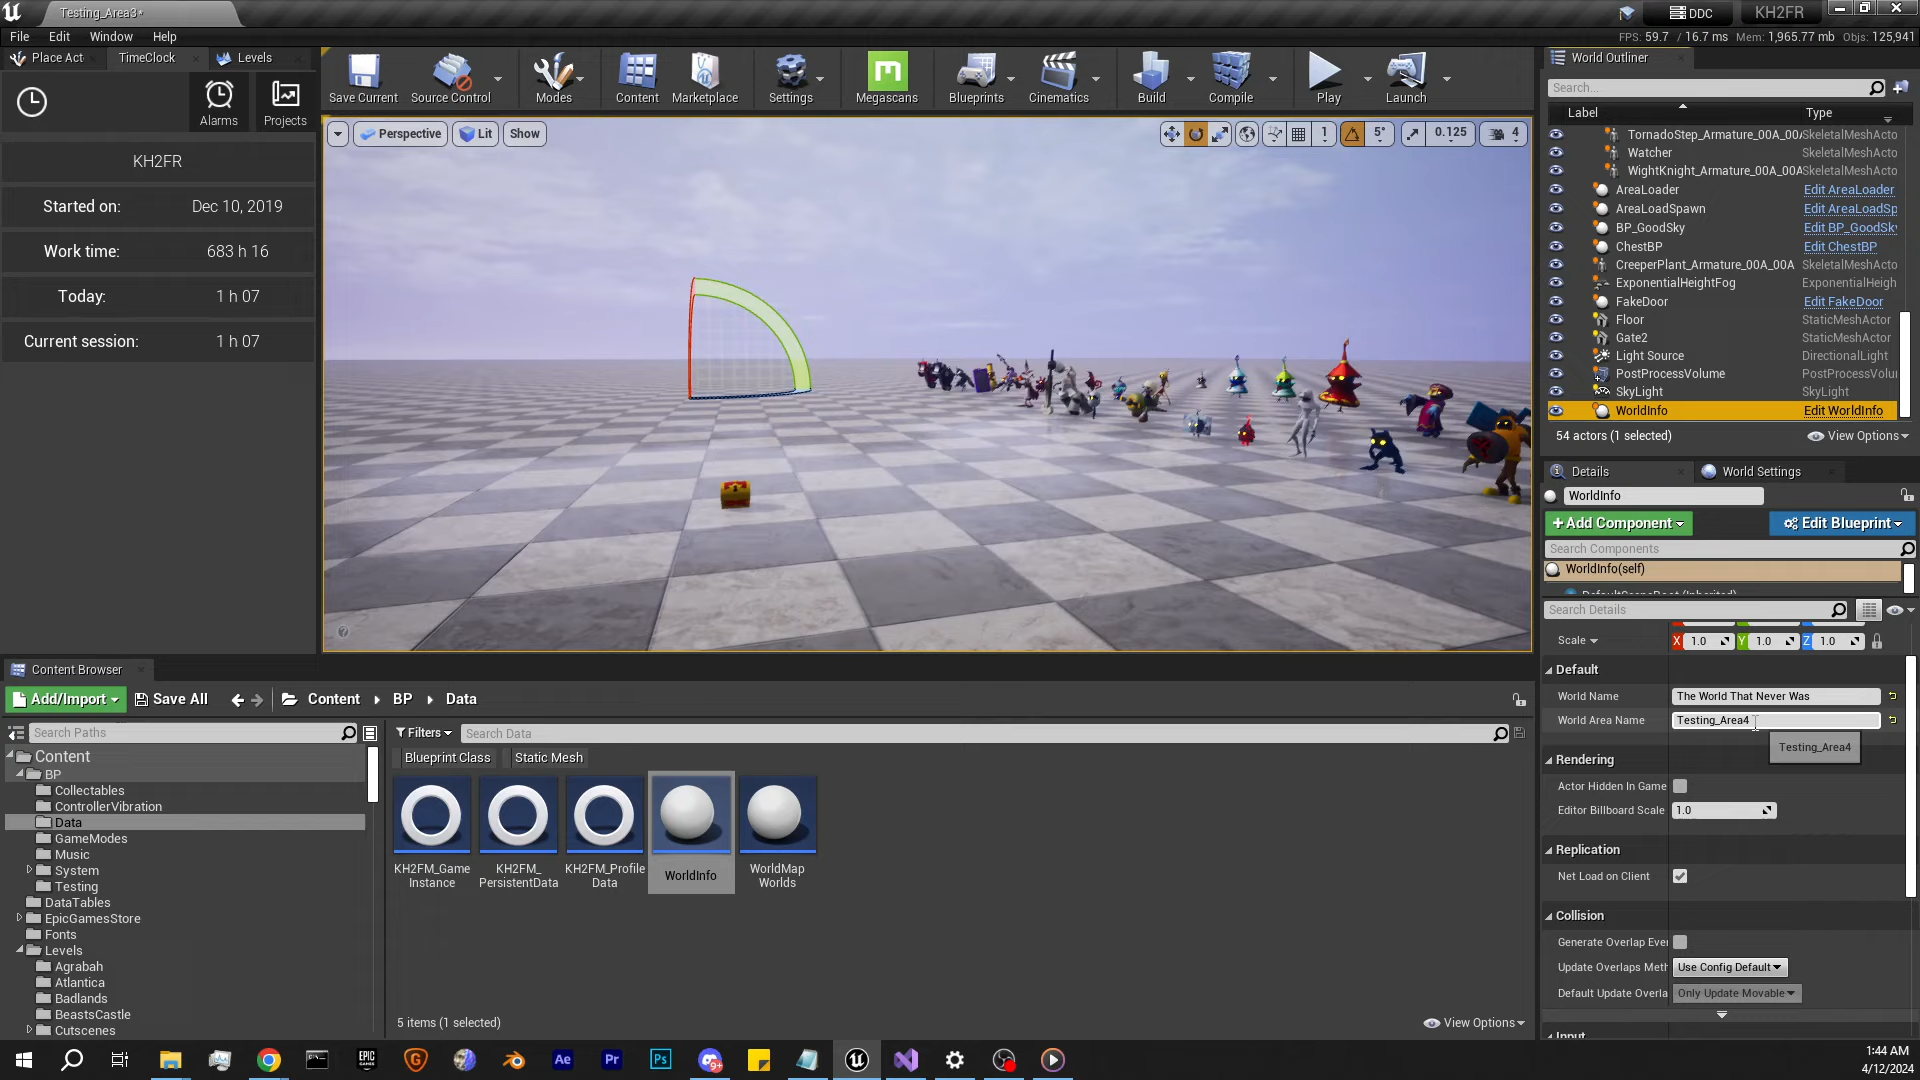 Testing_Area3*
DDC
KH2FR
File
Edit
Window
Help
FPS: 59.7 / 16.7 ms Mem: 1,965.77 mb Objs: 125,941
Place Act
TimeClock
Levels
Alarms
Projects
KH2FR
Started on:
Dec 10, 2019
Work time:
683 h 16
Today:
1 h 07
Current session:
1 h 07
Save Current
Source Control
Modes
Content
Marketplace
Settings
Megascans
Blueprints
Cinematics
Build
Compile
Play
Launch
Perspective
Lit
Show
1
5°
0.125
4
World Outliner
Search...
Label
Type
TornadoStep_Armature_00A_00A
SkeletalMeshActo
Watcher
SkeletalMeshActo
WightKnight_Armature_00A_00A
SkeletalMeshActo
AreaLoader
Edit AreaLoader
AreaLoadSpawn
Edit AreaLoadSp
BP_GoodSky
Edit BP_GoodSky
ChestBP
Edit ChestBP
CreeperPlant_Armature_00A_00A
SkeletalMeshActo
ExponentialHeightFog
ExponentialHeigh
FakeDoor
Edit FakeDoor
Floor
StaticMeshActor
Gate2
StaticMeshActor
Light Source
DirectionalLight
PostProcessVolume
PostProcessVolu
SkyLight
SkyLight
WorldInfo
Edit WorldInfo
54 actors (1 selected)
View Options
Details
World Settings
WorldInfo
+Add Component
Edit Blueprint
Search Components
WorldInfo(self)
Search Details
Scale
X 1.0
Y 1.0
Z 1.0
Default
World Name
The World That Never Was
World Area Name
Testing_Area4
Testing_Area4
Rendering
Actor Hidden In Game
Editor Billboard Scale
1.0
Replication
Net Load on Client
Collision
Generate Overlap Even
Update Overlaps Meth
Use Config Default
Default Update Overla
Only Update Movable
Input
Content Browser
Add/Import
Save All
Content
BP
Data
Search Paths
Filters
Search Data
Blueprint Class
Static Mesh
Content
BP
Collectables
ControllerVibration
Data
GameModes
Music
System
Testing
DataTables
EpicGamesStore
Fonts
Levels
Agrabah
Atlantica
Badlands
BeastsCastle
Cutscenes
KH2FM_Game
Instance
KH2FM_
PersistentData
KH2FM_Profile
Data
WorldInfo
WorldMap
Worlds
5 items (1 selected)
View Options
EPIC
GAMES
Ae
Pr
Ps
1:44 AM
4/12/2024